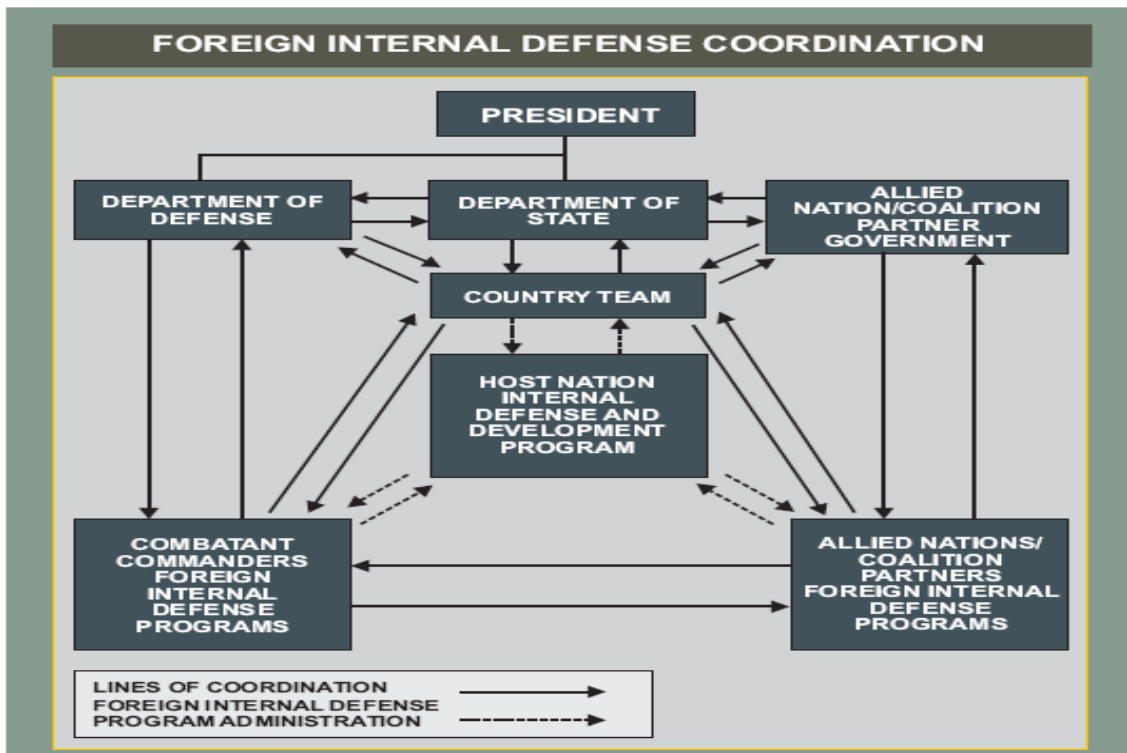 FOREIGN INTERNAL DEFENSE COORDINATION
PRESIDENT
DEPARTMENT OF
DEFENSE
DEPARTMENT OF
STATE
ALLIED
NATION/COALITION
PARTNER
GOVERNMENT
COUNTRY TEAM
HOST NATION
INTERNAL
DEFENSE AND
DEVELOPMENT
PROGRAM
COMBATANT
COMMANDERS
FOREIGN
INTERNAL
DEFENSE
PROGRAMS
ALLIED NATIONS/
COALITION
PARTNERS
FOREIGN INTERNAL
DEFENSE
PROGRAMS
LINES OF COORDINATION
FOREIGN INTERNAL DEFENSE
PROGRAM ADMINISTRATION